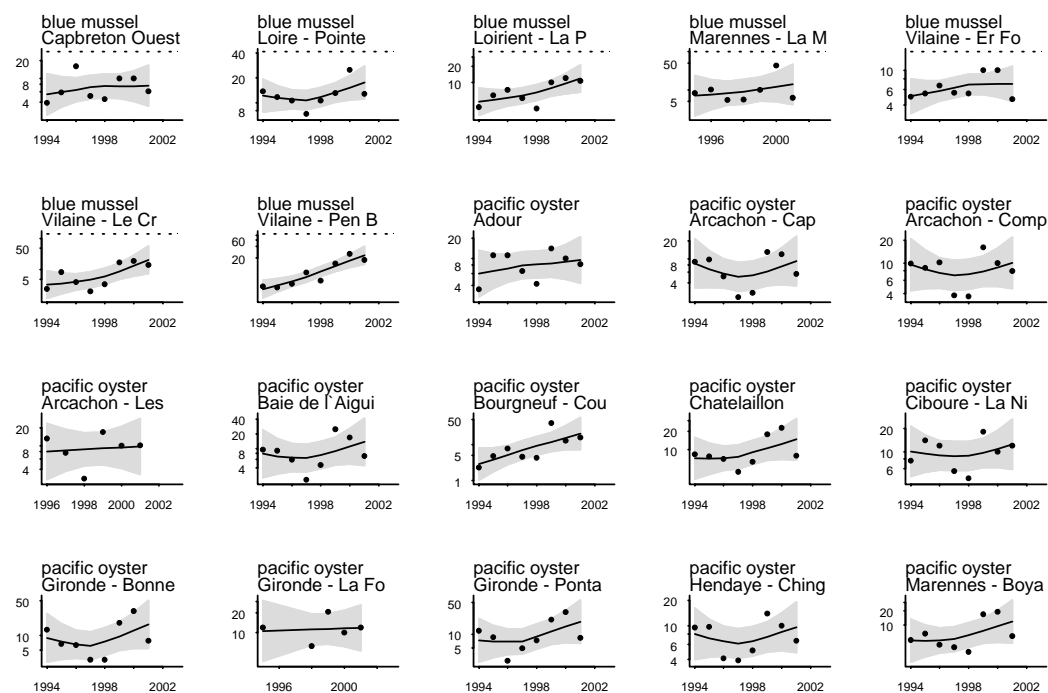 blue mussel
Capbreton Ouest
20
8
4
1994 1998 2002
blue mussel
Loire - Pointe
40
20
8
1994 1998 2002
blue mussel
Loirient - La P
20
10
1994 1998 2002
blue mussel
Marennes - La M
50
5
1996 2000
blue mussel
Vilaine - Er Fo
10
6
4
1994 1998 2002
blue mussel
Vilaine - Le Cr
50
5
1994 1998 2002
blue mussel
Vilaine - Pen B
60
20
1994 1998 2002
pacific oyster
Adour
20
8
4
1994 1998 2002
pacific oyster
Arcachon - Cap
20
8
4
1994 1998 2002
pacific oyster
Arcachon - Comp
20
10
6
4
1994 1998 2002
pacific oyster
Arcachon - Les
20
8
4
1996 1998 2000 2002
pacific oyster
Baie de l`Aigui
40
20
8
4
1994 1998 2002
pacific oyster
Bourgneuf - Cou
50
5
1
1994 1998 2002
pacific oyster
Chatelaillon
10
1994 1998 2002
pacific oyster
Ciboure - La Ni
20
10
6
1994 1998 2002
pacific oyster
Gironde - Bonne
50
10
5
1994 1998 2002
pacific oyster
Gironde - La Fo
20
10
1996 2000
pacific oyster
Gironde - Ponta
50
10
5
1994 1998 2002
pacific oyster
Hendaye - Ching
20
10
6
4
1994 1998 2002
pacific oyster
Marennes - Boya
20
10
1994 1998 2002